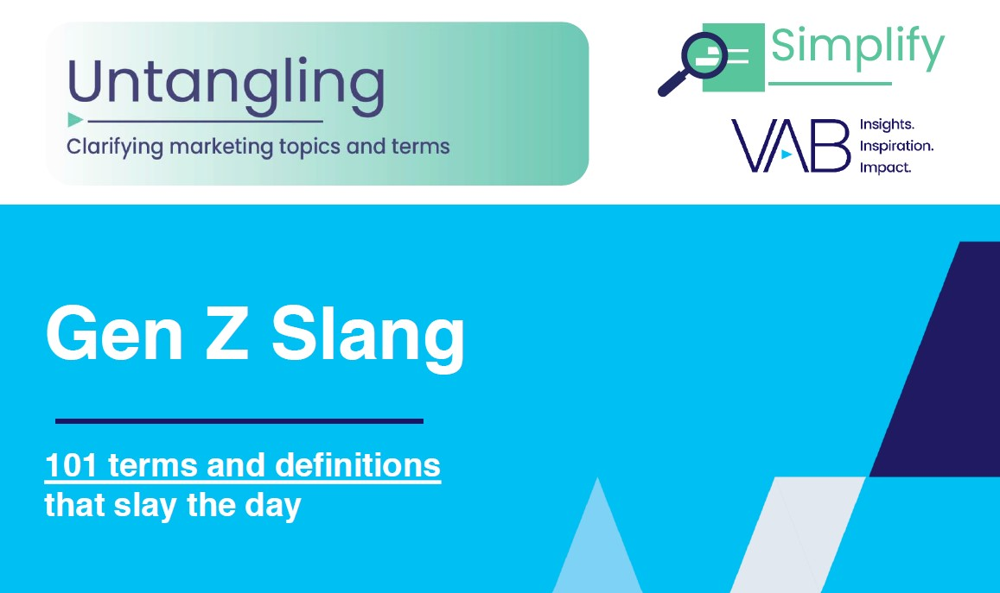 Untangling
Clarifying marketing topics and terms
Simplify
VAB
Insights.
Inspiration.
Impact.
Gen Z Slang
101 terms and definitions
that slay the day